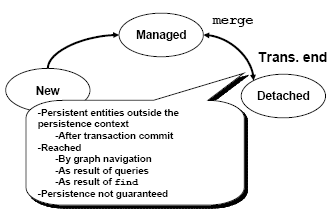 merge
Managed
Trans. end
New
Detached
-Persistent entities outside the
persistence context
-After transaction commit
-Reached
-By graph navigation
-As result of queries
-As result of find
-Persistence not guaranteed